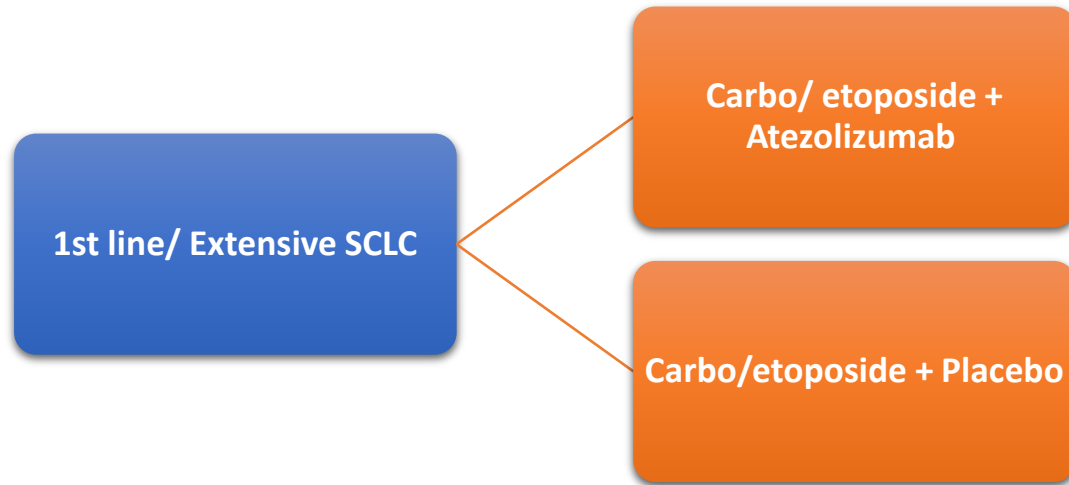 1st line/ Extensive SCLC
Carbo/ etoposide +
Atezolizumab
Carbo/etoposide + Placebo